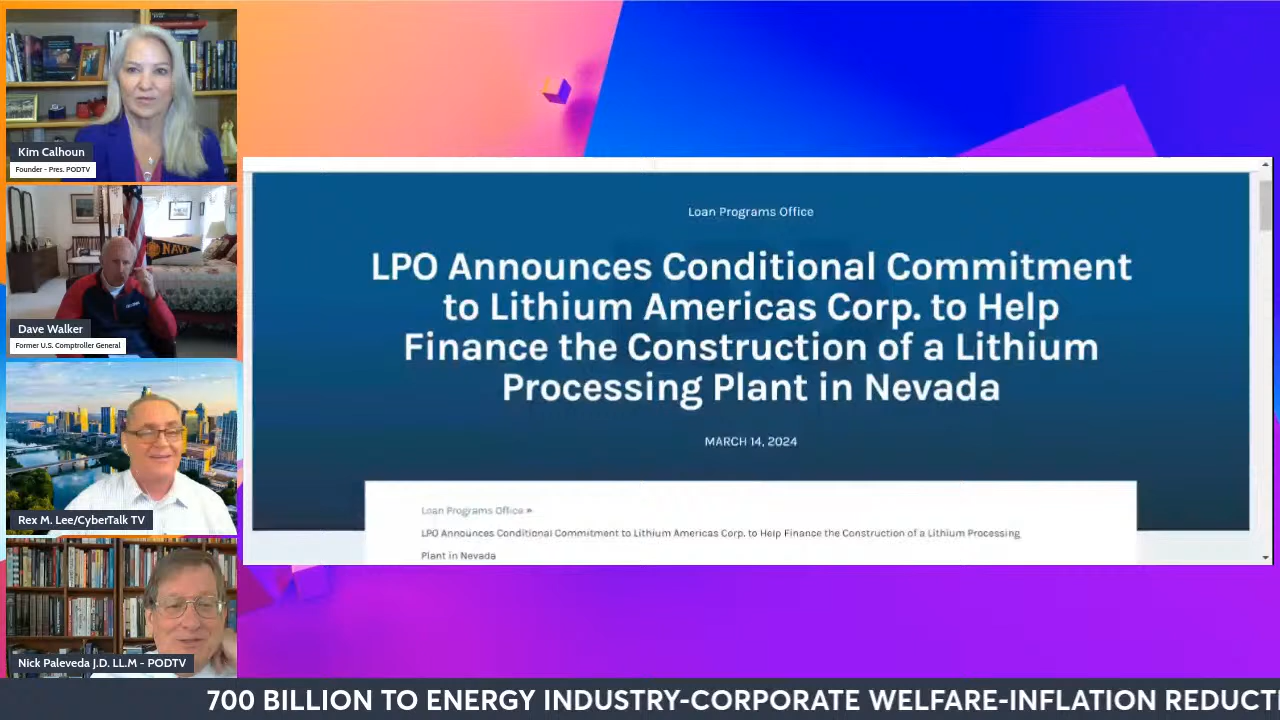 Kim Calhoun
Founder - Pres. PODTV
NAVY
Dave Walker
Former U.S. Comptroller General
Rex M. Lee/CyberTalk TV
Nick Paleveda J.D. LL.M - PODTV
Loan Programs Office
LPO Announces Conditional Commitment
to Lithium Americas Corp. to Help
Finance the Construction of a Lithium
Processing Plant in Nevada
MARCH 14, 2024
Loan Programs Office »
LPO Announces Conditional Commitment to Lithium Americas Corp. to Help Finance the Construction of a Lithium Processing
Plant in Nevada
700 BILLION TO ENERGY INDUSTRY-CORPORATE WELFARE-INFLATION REDUCT